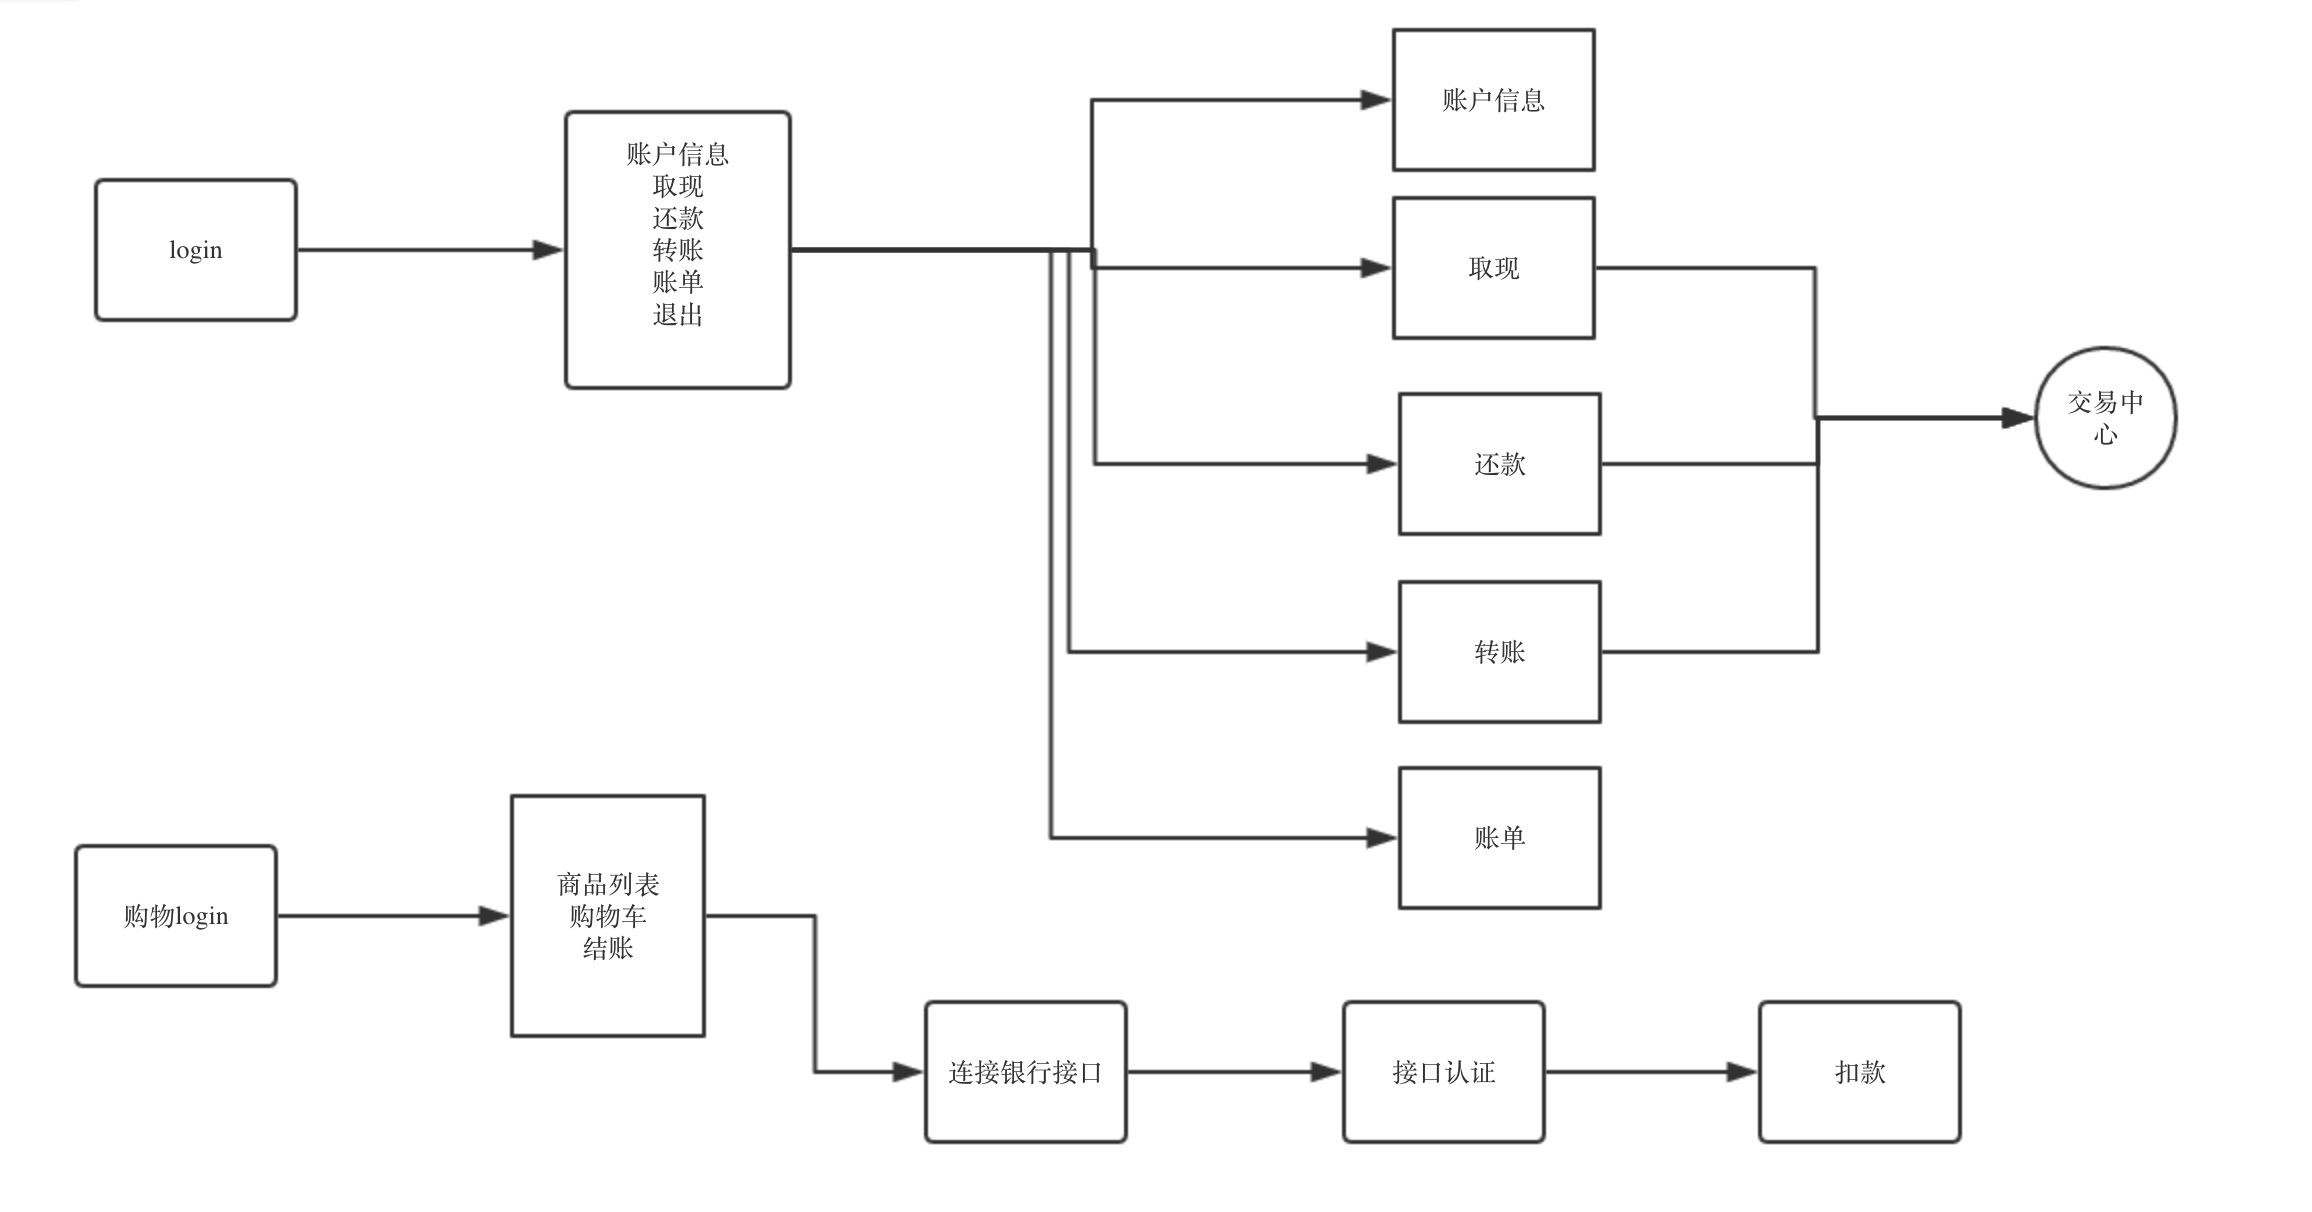 login
账户信息
取现
还款
转账
账单
退出
账户信息
取现
还款
转账
账单
交易中
心
购物login
商品列表
购物车
结账
连接银行接口
接口认证
扣款